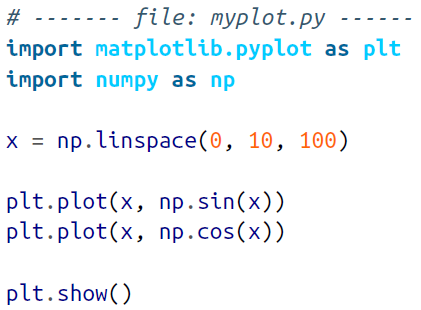 # ------- file: myplot.py ------
import matplotlib.pyplot as plt
import numpy as np
x = np.linspace(0, 10, 100)
plt.plot(x, np.sin(x))
plt.plot(x, np.cos(x))
plt.show()